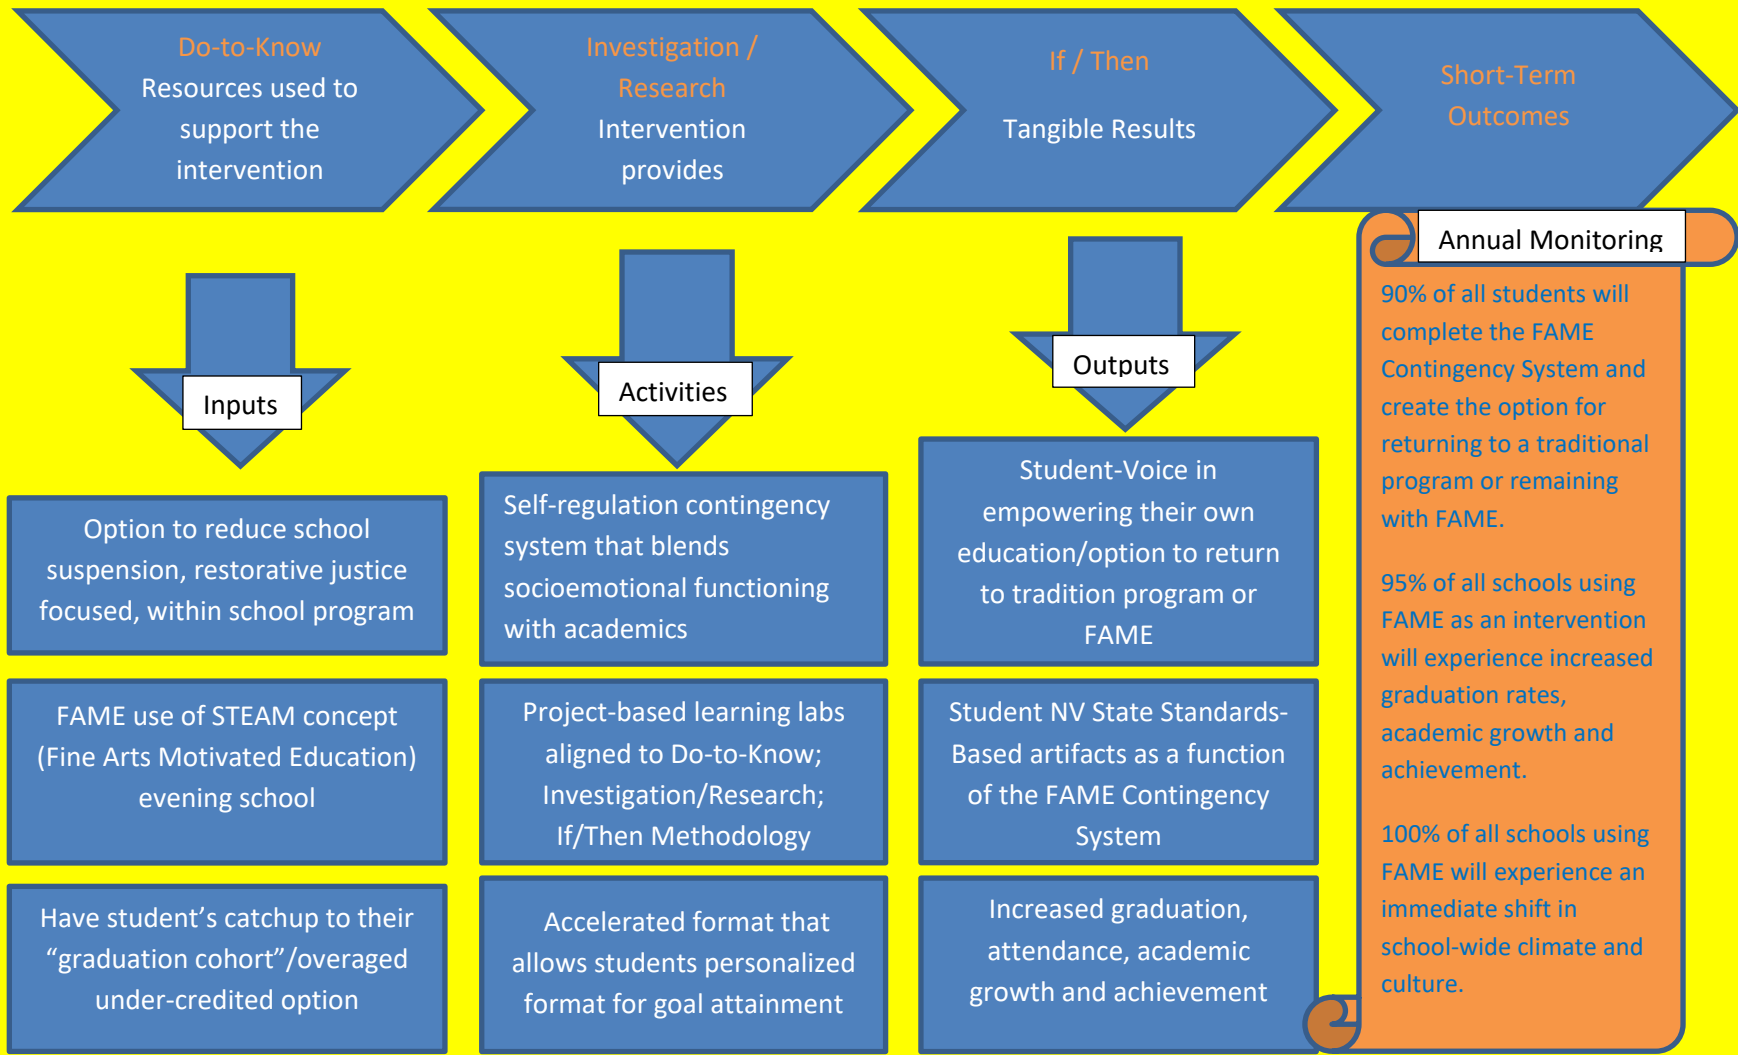 Do-to-Know
Resources used to
support the
intervention
Investigation /
Research
Intervention
provides
If / Then
Tangible Results
Short-Term
Outcomes
Inputs
Option to reduce school
suspension, restorative justice
focused, within school program
FAME use of STEAM concept
(Fine Arts Motivated Education)
evening school
Have student’s catchup to their
“graduation cohort”/overaged
under-credited option
Activities
Self-regulation contingency
system that blends
socioemotional functioning
with academics
Project-based learning labs
aligned to Do-to-Know;
Investigation/Research;
If/Then Methodology
Accelerated format that
allows students personalized
format for goal attainment
Outputs
Student-Voice in
empowering their own
education/option to return
to tradition program or
FAME
Student NV State Standards-
Based artifacts as a function
of the FAME Contingency
System
Increased graduation,
attendance, academic
growth and achievement
Annual Monitoring
90% of all students will
complete the FAME
Contingency System and
create the option for
returning to a traditional
program or remaining
with FAME.
95% of all schools using
FAME as an intervention
will experience increased
graduation rates,
academic growth and
achievement.
100% of all schools using
FAME will experience an
immediate shift in
school-wide climate and
culture.